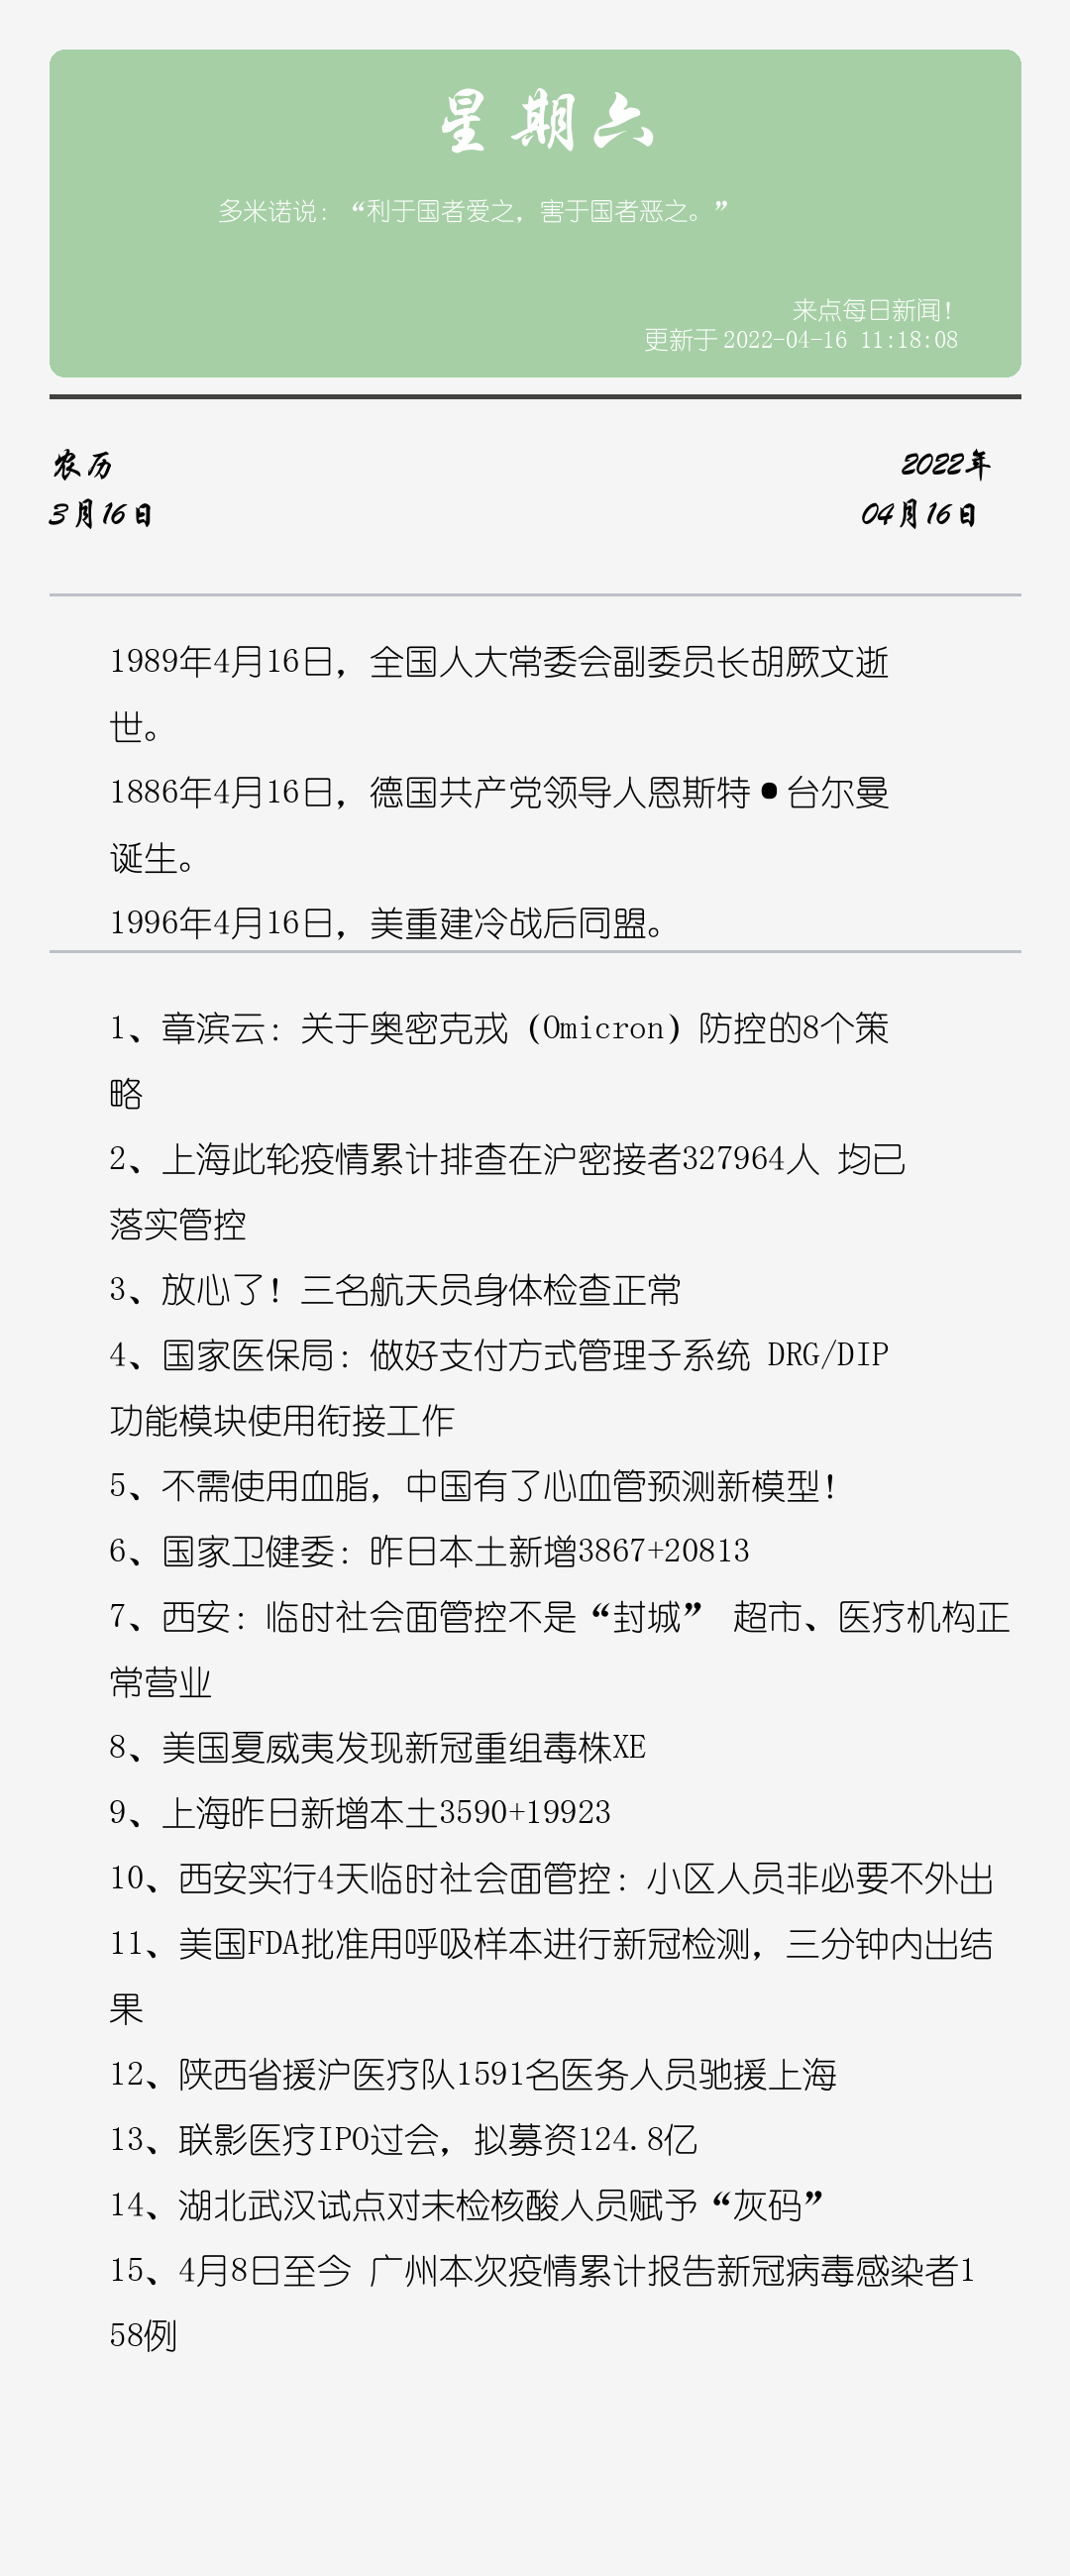 星期六
多米诺说：“利于国者爱之，害于国者恶之。”
来点每日新闻！
更新于 2022-04-16 11:18:08
农历
3月16日
2022年
04月16日
1989年4月16日，全国人大常委会副委员长胡厥文逝
世。
1886年4月16日，德国共产党领导人恩斯特•台尔曼
诞生。
1996年4月16日，美重建冷战后同盟。
1、章滨云：关于奥密克戎（Omicron）防控的8个策
略
2、上海此轮疫情累计排查在沪密接者327964人 均已
落实管控
3、放心了！三名航天员身体检查正常
4、国家医保局：做好支付方式管理子系统 DRG/DIP
功能模块使用衔接工作
5、不需使用血脂，中国有了心血管预测新模型！
6、国家卫健委：昨日本土新增3867+20813
7、西安：临时社会面管控不是“封城” 超市、医疗机构正
常营业
8、美国夏威夷发现新冠重组毒株XE
9、上海昨日新增本土3590+19923
10、西安实行4天临时社会面管控：小区人员非必要不外出
11、美国FDA批准用呼吸样本进行新冠检测，三分钟内出结
果
12、陕西省援沪医疗队1591名医务人员驰援上海
13、联影医疗IPO过会，拟募资124.8亿
14、湖北武汉试点对未检核酸人员赋予“灰码”
15、4月8日至今 广州本次疫情累计报告新冠病毒感染者1
58例